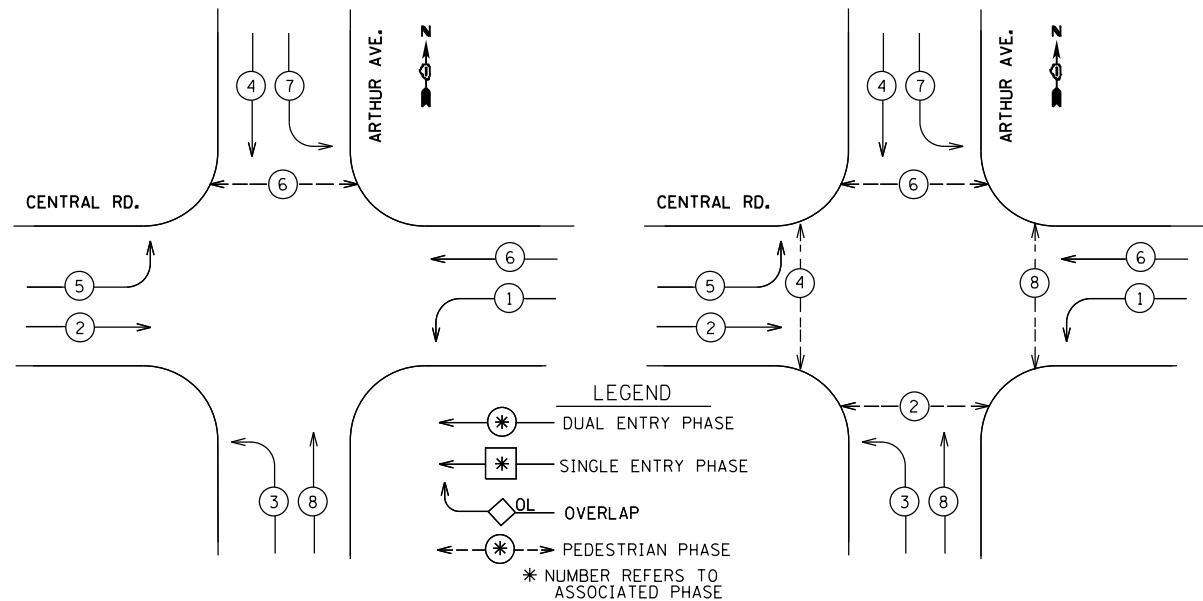 4
7
ARTHUR AVE.
N
6
CENTRAL RD.
5
2
6
1
3
8
4
7
ARTHUR AVE.
N
6
5
2
4
8
6
1
2
3
8
LEGEND
* DUAL ENTRY PHASE
* SINGLE ENTRY PHASE
OL OVERLAP
* PEDESTRIAN PHASE
* NUMBER REFERS TO
ASSOCIATED PHASE